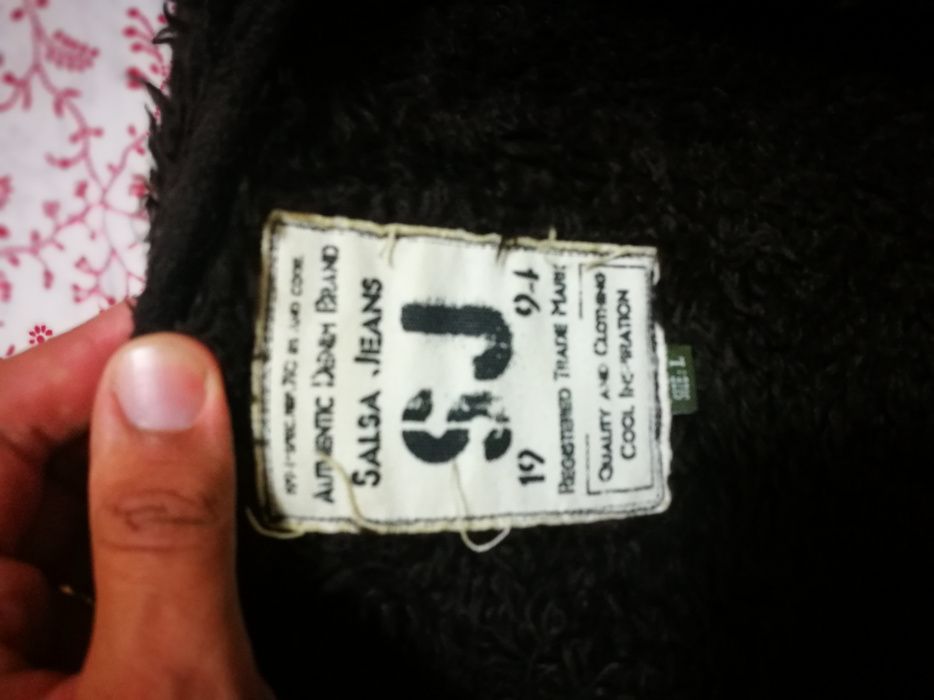 AUTHENTIC DENIM BRAND
SALSA JEANS
SJ
19 94
REGISTERED TRADE MARK
QUALITY AND CLOTHING
COOL INSPIRATION